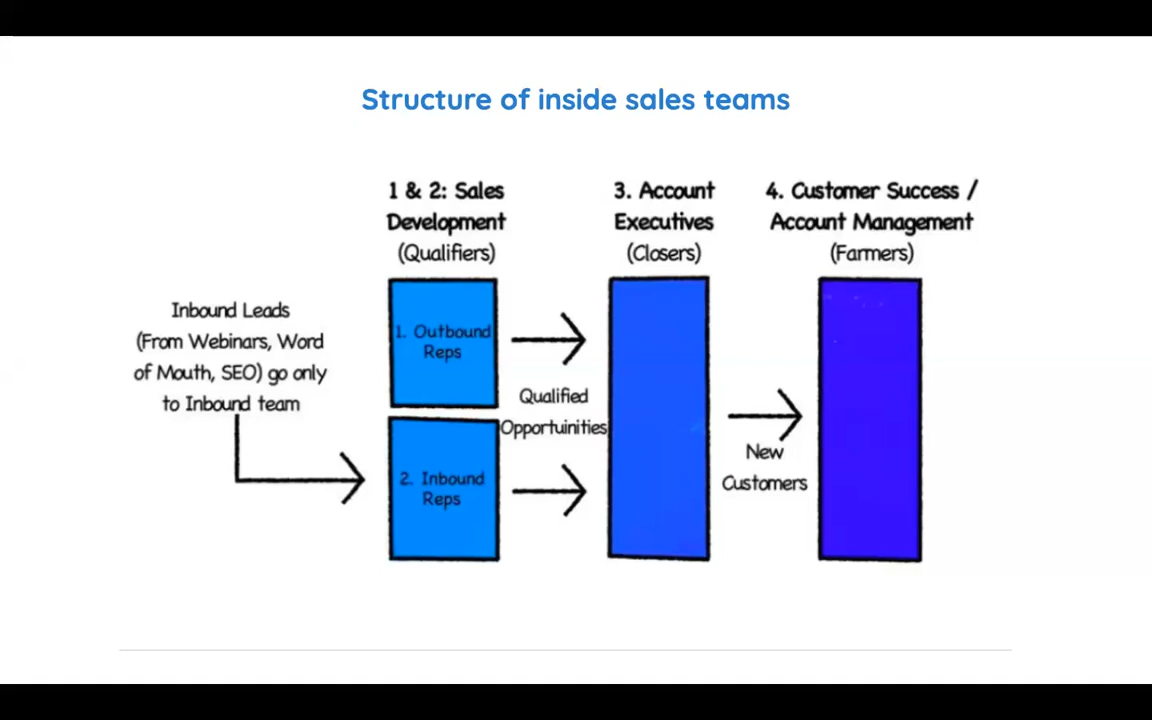 Structure of inside sales teams
1 & 2: Sales
Development
(Qualifiers)
3. Account
Executives
(Closers)
4. Customer Success /
Account Management
(Farmers)
Inbound Leads
(From Webinars, Word
of Mouth, SEO) go only
to Inbound team
1. Outbound
Reps
2. Inbound
Reps
Qualified
Opportuinities
New
Customers